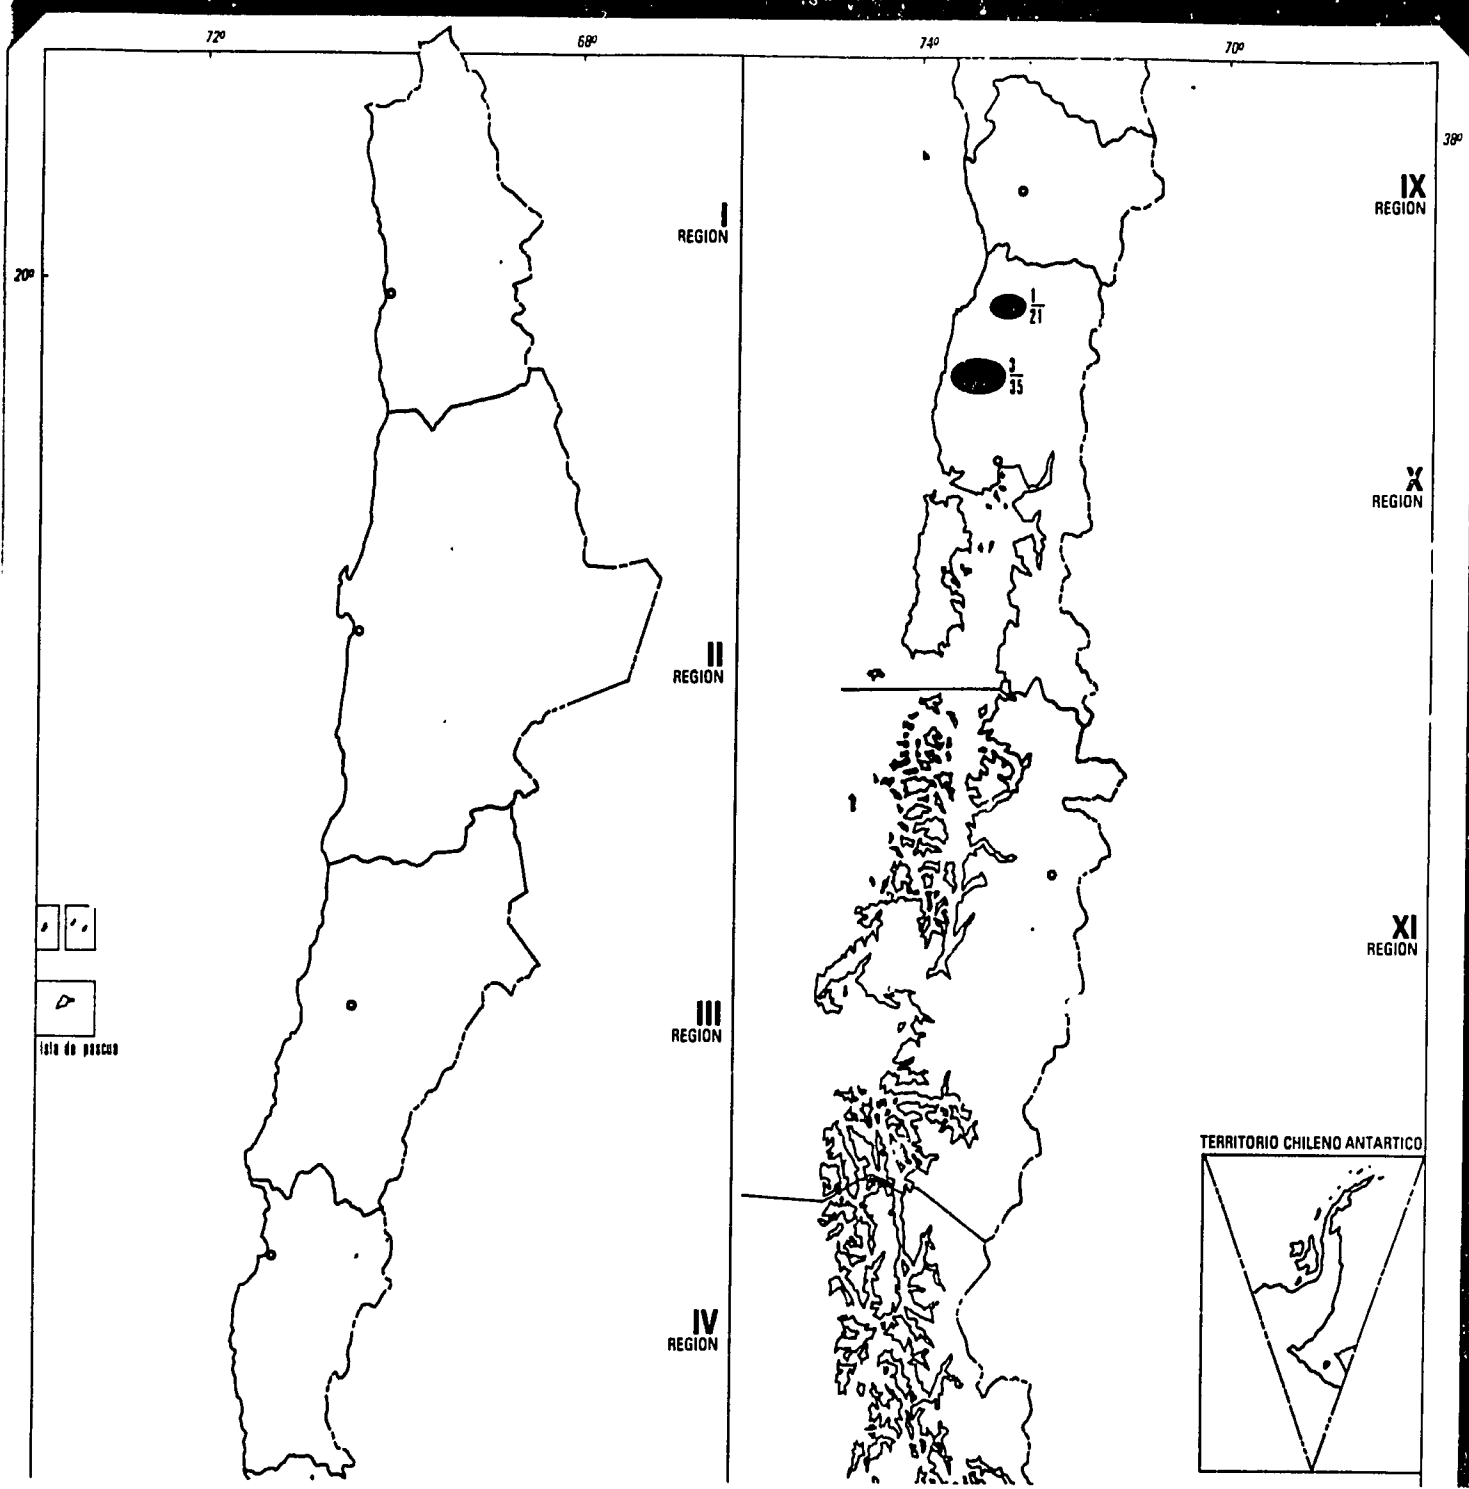 72º
68º
74º
70º
38º
20º
I
REGION
II
REGION
III
REGION
IV
REGION
isla de pascua
IX
REGION
1
21
3
35
X
REGION
XI
REGION
TERRITORIO CHILENO ANTARTICO